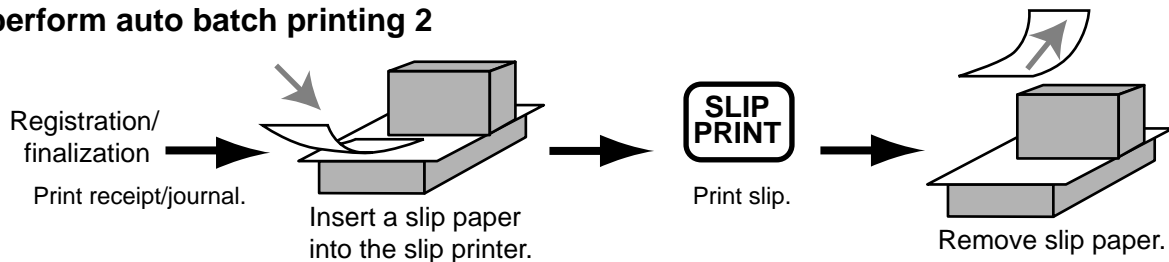 perform auto batch printing 2
Registration/
finalization
Print receipt/journal.
Insert a slip paper
into the slip printer.
SLIP
PRINT
Print slip.
Remove slip paper.